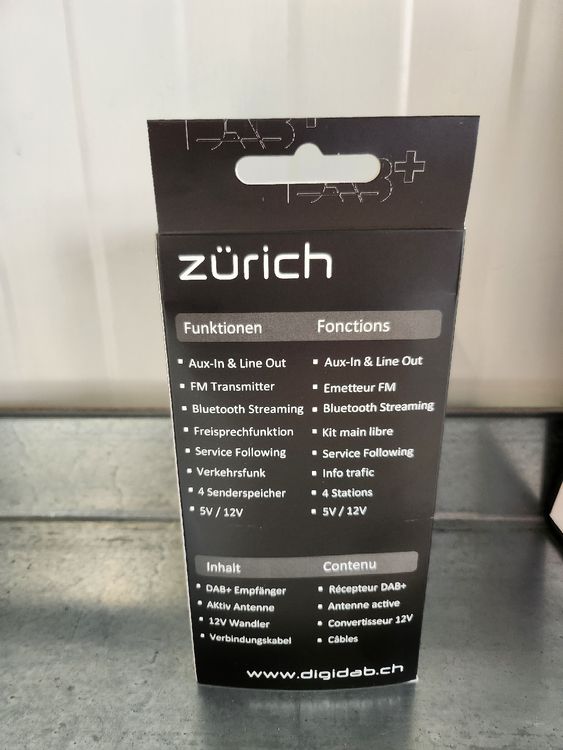 DAB+
DAB+
zürich
Funktionen Fonctions
▪ Aux-In & Line Out ▪ Aux-In & Line Out
▪ FM Transmitter ▪ Emetteur FM
▪ Bluetooth Streaming ▪ Bluetooth Streaming
▪ Freisprechfunktion ▪ Kit main libre
▪ Service Following ▪ Service Following
▪ Verkehrsfunk ▪ Info trafic
▪ 4 Senderspeicher ▪ 4 Stations
▪ 5V / 12V ▪ 5V / 12V
Inhalt Contenu
▪ DAB+ Empfänger ▪ Récepteur DAB+
▪ AKtiv Antenne ▪ Antenne active
▪ 12V Wandler ▪ Convertisseur 12V
▪ Verbindungskabel ▪ Câbles
www.digidab.ch